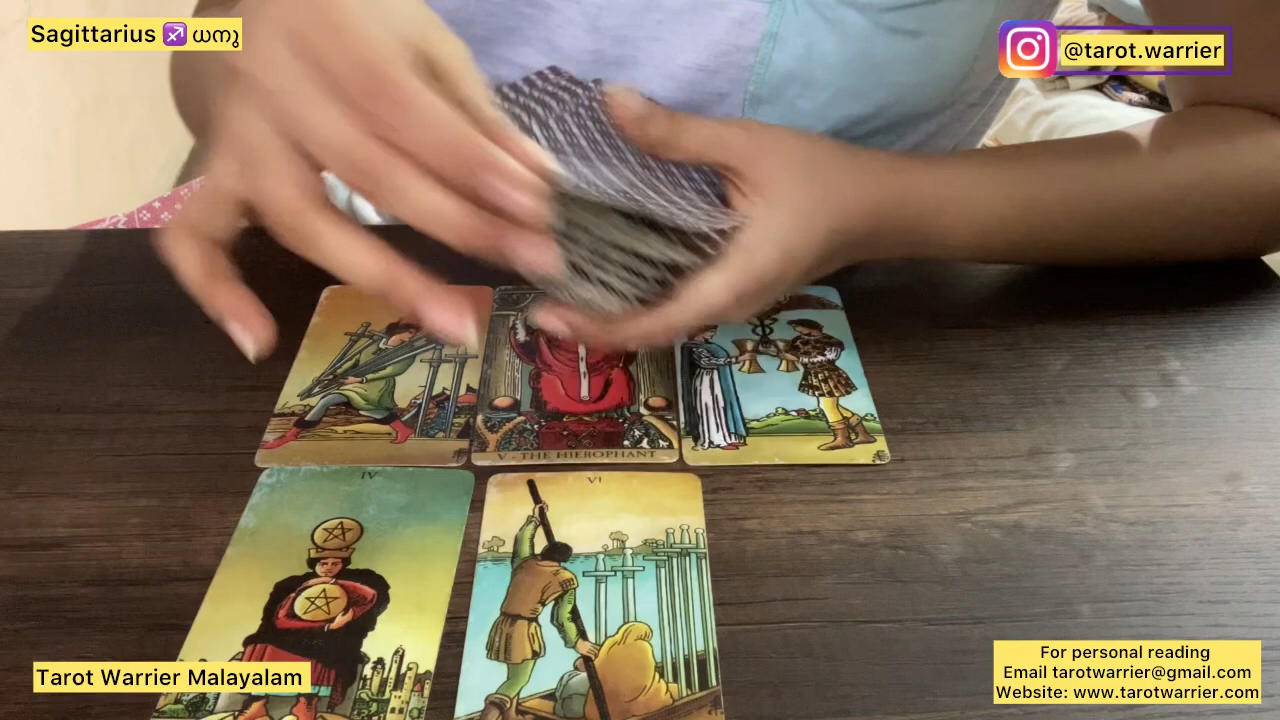 Sagittarius ♐ ധനു
@tarot.warrier
V - THE HIEROPHANT
IV
VI
Tarot Warrier Malayalam
For personal reading
Email tarotwarrier@gmail.com
Website: www.tarotwarrier.com